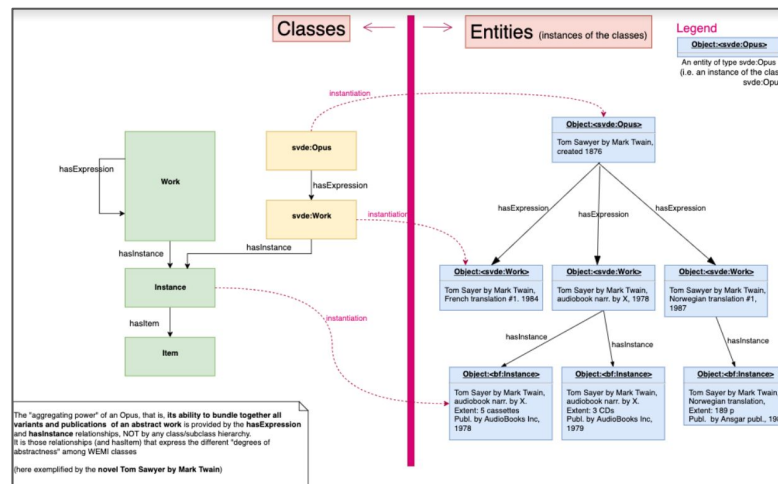 Classes
Entities (instances of the classes)
Legend
Object:<svde:Opus>
An entity of type svde:Opus
(i.e. an instance of the clas
svde:Opu
instantiation
Object:<svde:Opus>
Tom Sawyer by Mark Twain,
created 1876
svde:Opus
hasExpression
Work
hasExpression
svde:Work
instantiation
hasExpression
hasExpression
hasExpression
hasInstance
hasInstance
Object:<svde:Work>
Tom Sayer by Mark Twain,
French translation #1. 1984
Object:<svde:Work>
Tom Sayer by Mark Twain,
audiobook narr. by X, 1978
Object:<svde:Work>
Tom Sawyer by Mark Twain,
Norwegian translation #1,
1987
Instance
instantiation
hasItem
Item
hasInstance
hasInstance
Object:<bf:Instance>
Tom Sayer by Mark Twain,
audiobook narr. by X.
Extent: 5 cassettes
Publ. by AudioBooks Inc,
1978
Object:<bf:Instance>
Tom Sayer by Mark Twain,
audiobook narr. by X.
Extent: 3 CDs
Publ. by AudioBooks Inc,
1979
Object:<bf:Instance>
Tom Sayer by Mark Twain,
Norwegian translation,
Extent: 189 p
Publ. by Ansgar publ.,
The "aggregating power" of an Opus, that is, its ability to bundle together all
variants and publications of an abstract work is provided by the hasExpression
and hasInstance relationships, NOT by any class/subclass hierarchy.
It is those relationships (and hasItem) that express the different "degrees of
abstractness" among WEMI classes
(here exemplified by the novel Tom Sawyer by Mark Twain)